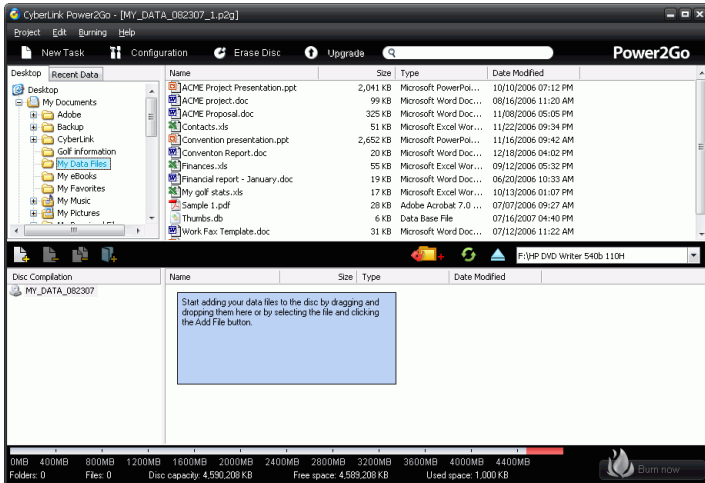 CyberLink Power2Go - [MY_DATA_082307_1.p2g]
Project Edit Burning Help
New Task Configuration Erase Disc Upgrade Power2Go
Desktop Recent Data
Name Size Type Date Modified
Desktop
My Documents
Adobe
Backup
CyberLink
Golf information
My Data Files
My eBooks
My Favorites
My Music
My Pictures
ACME Project Presentation.ppt 2,041 KB Microsoft PowerPoi... 10/10/2006 07:12 PM
ACME project.doc 99 KB Microsoft Word Doc... 08/16/2006 11:20 AM
ACME Proposal.doc 325 KB Microsoft Word Doc... 11/08/2006 05:05 PM
Contacts.xls 51 KB Microsoft Excel Wor... 11/22/2006 09:34 PM
Convention presentation.ppt 2,652 KB Microsoft PowerPoi... 11/16/2006 09:42 AM
Conventon Report.doc 20 KB Microsoft Word Doc... 12/18/2006 04:02 PM
Finances.xls 55 KB Microsoft Excel Wor... 09/12/2006 05:32 PM
Financial report - January.doc 19 KB Microsoft Word Doc... 06/20/2006 10:33 AM
My golf stats.xls 17 KB Microsoft Excel Wor... 10/13/2006 01:07 PM
Sample 1.pdf 28 KB Adobe Acrobat 7.0 ... 07/07/2006 09:27 AM
Thumbs.db 6 KB Data Base File 07/16/2007 04:40 PM
Work Fax Template.doc 31 KB Microsoft Word Doc... 07/12/2006 11:22 AM
F:\HP DVD Writer 540b 110H
Disc Compilation
MY_DATA_082307
Name Size Type Date Modified
Start adding your data files to the disc by dragging and
dropping them here or by selecting the file and clicking
the Add File button.
0MB 400MB 800MB 1200MB 1600MB 2000MB 2400MB 2800MB 3200MB 3600MB 4000MB 4400MB
Folders: 0 Files: 0 Disc capacity: 4,590,208 KB Free space: 4,589,208 KB Used space: 1,000 KB
Burn now